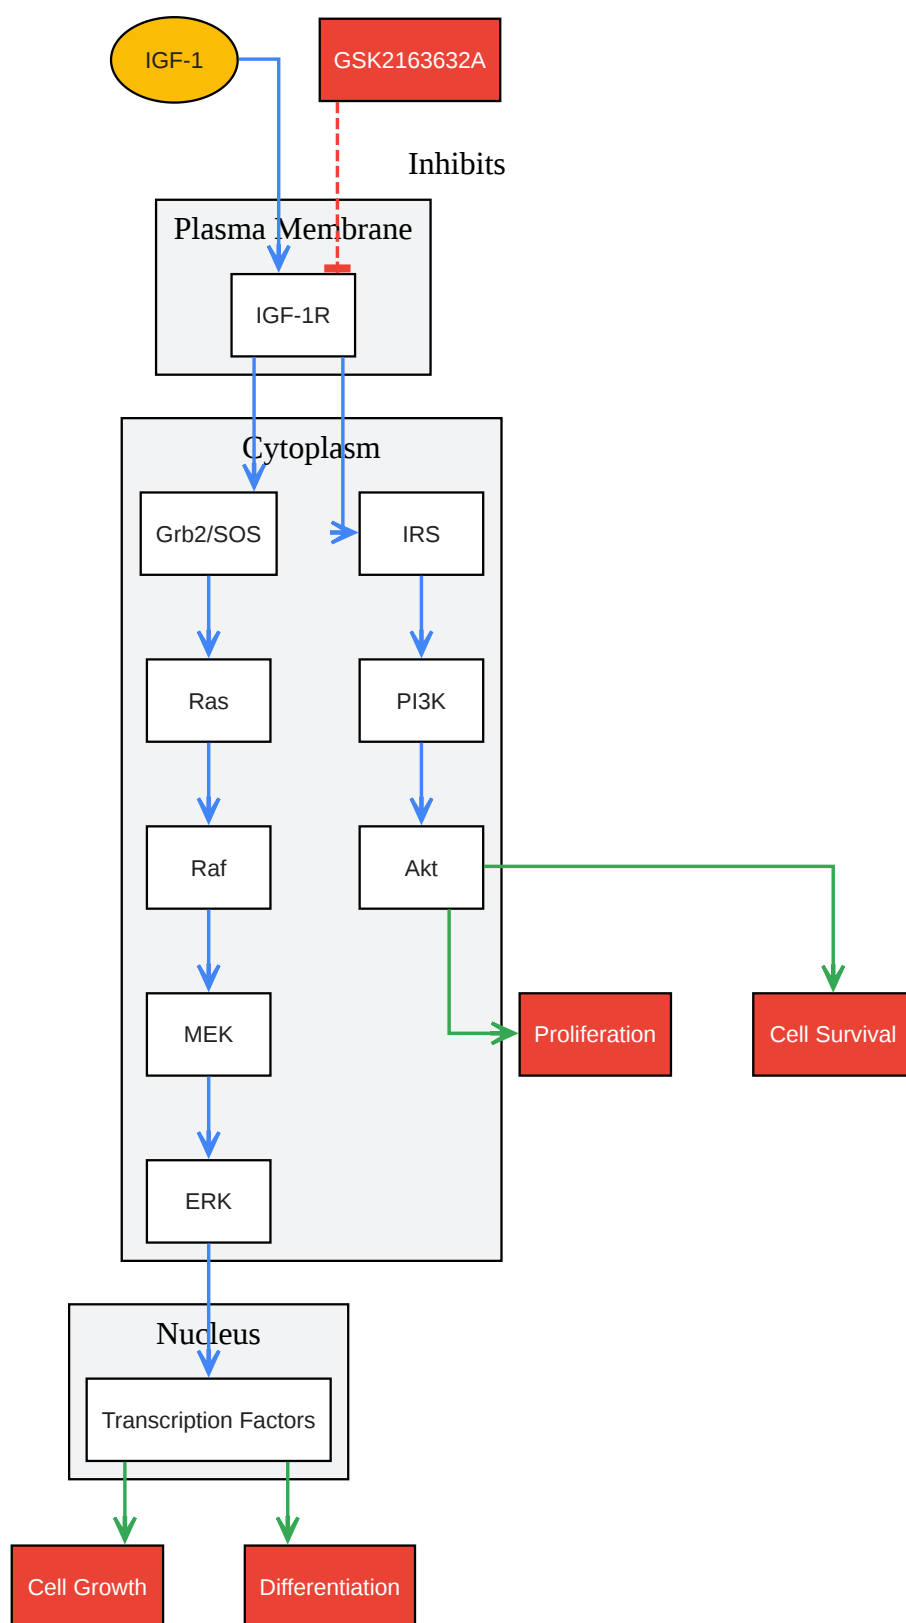 IGF-1
GSK2163632A
Inhibits
Plasma Membrane
IGF-1R
Cytoplasm
Grb2/SOS
IRS
Ras
PI3K
Raf
Akt
MEK
Proliferation
Cell Survival
ERK
Nucleus
Transcription Factors
Cell Growth
Differentiation